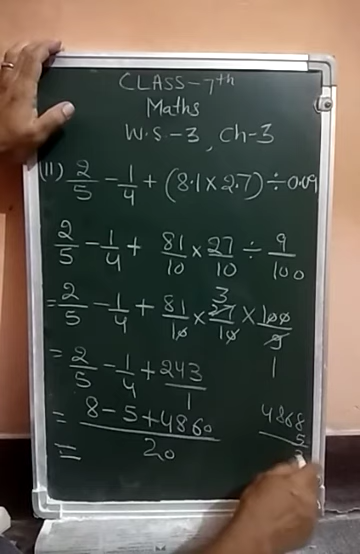 CLASS-7th
Maths
W.S-3, Ch-3
(11) 2/5 - 1/4 + (8.1 × 2.7) ÷ 0.09
2/5 - 1/4 + 81/10 × 27/10 ÷ 9/100
= 2/5 - 1/4 + 81/10 × 27/10 × 100/9
3
1
= 2/5 - 1/4 + 243/1
= 8 - 5 + 4860 / 20
4868
5
=